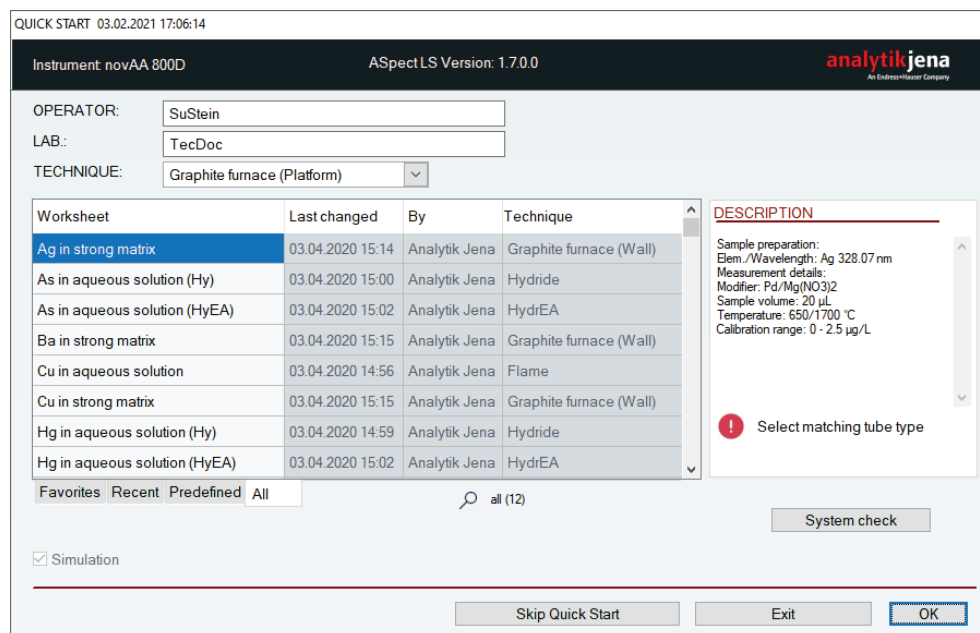 QUICK START 03.02.2021 17:06:14
Instrument: novAA 800D ASpect LS Version: 1.7.0.0 analytikjena
An Endress+Hauser Company
OPERATOR: SuStein
LAB.: TecDoc
TECHNIQUE: Graphite furnace (Platform)
Worksheet Last changed By Technique
Ag in strong matrix 03.04.2020 15:14 Analytik Jena Graphite furnace (Wall)
As in aqueous solution (Hy) 03.04.2020 15:00 Analytik Jena Hydride
As in aqueous solution (HyEA) 03.04.2020 15:02 Analytik Jena HydrEA
Ba in strong matrix 03.04.2020 15:15 Analytik Jena Graphite furnace (Wall)
Cu in aqueous solution 03.04.2020 14:56 Analytik Jena Flame
Cu in strong matrix 03.04.2020 15:15 Analytik Jena Graphite furnace (Wall)
Hg in aqueous solution (Hy) 03.04.2020 14:59 Analytik Jena Hydride
Hg in aqueous solution (HyEA) 03.04.2020 15:02 Analytik Jena HydrEA
DESCRIPTION
Sample preparation:
Elem./Wavelength: Ag 328.07 nm
Measurement details:
Modifier: Pd/Mg(NO3)2
Sample volume: 20 µL
Temperature: 650/1700 °C
Calibration range: 0 - 2.5 µg/L
! Select matching tube type
Favorites Recent Predefined All all (12)
System check
Simulation
Skip Quick Start Exit OK